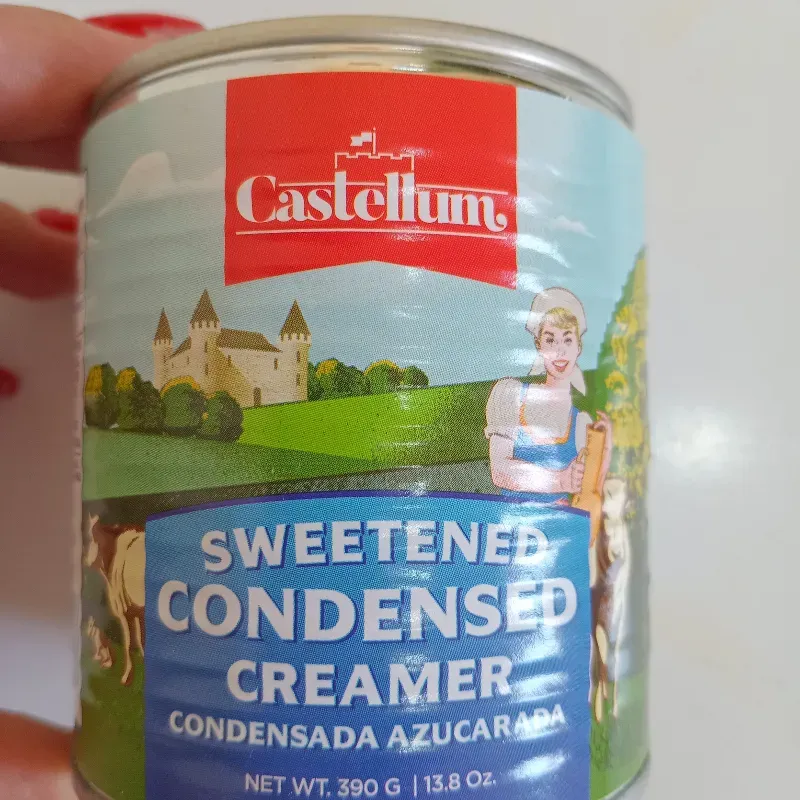 Castellum
SWEETENED
CONDENSED
CREAMER
CONDENSADA AZUCARADA
NET WT. 390 G | 13.8 Oz.